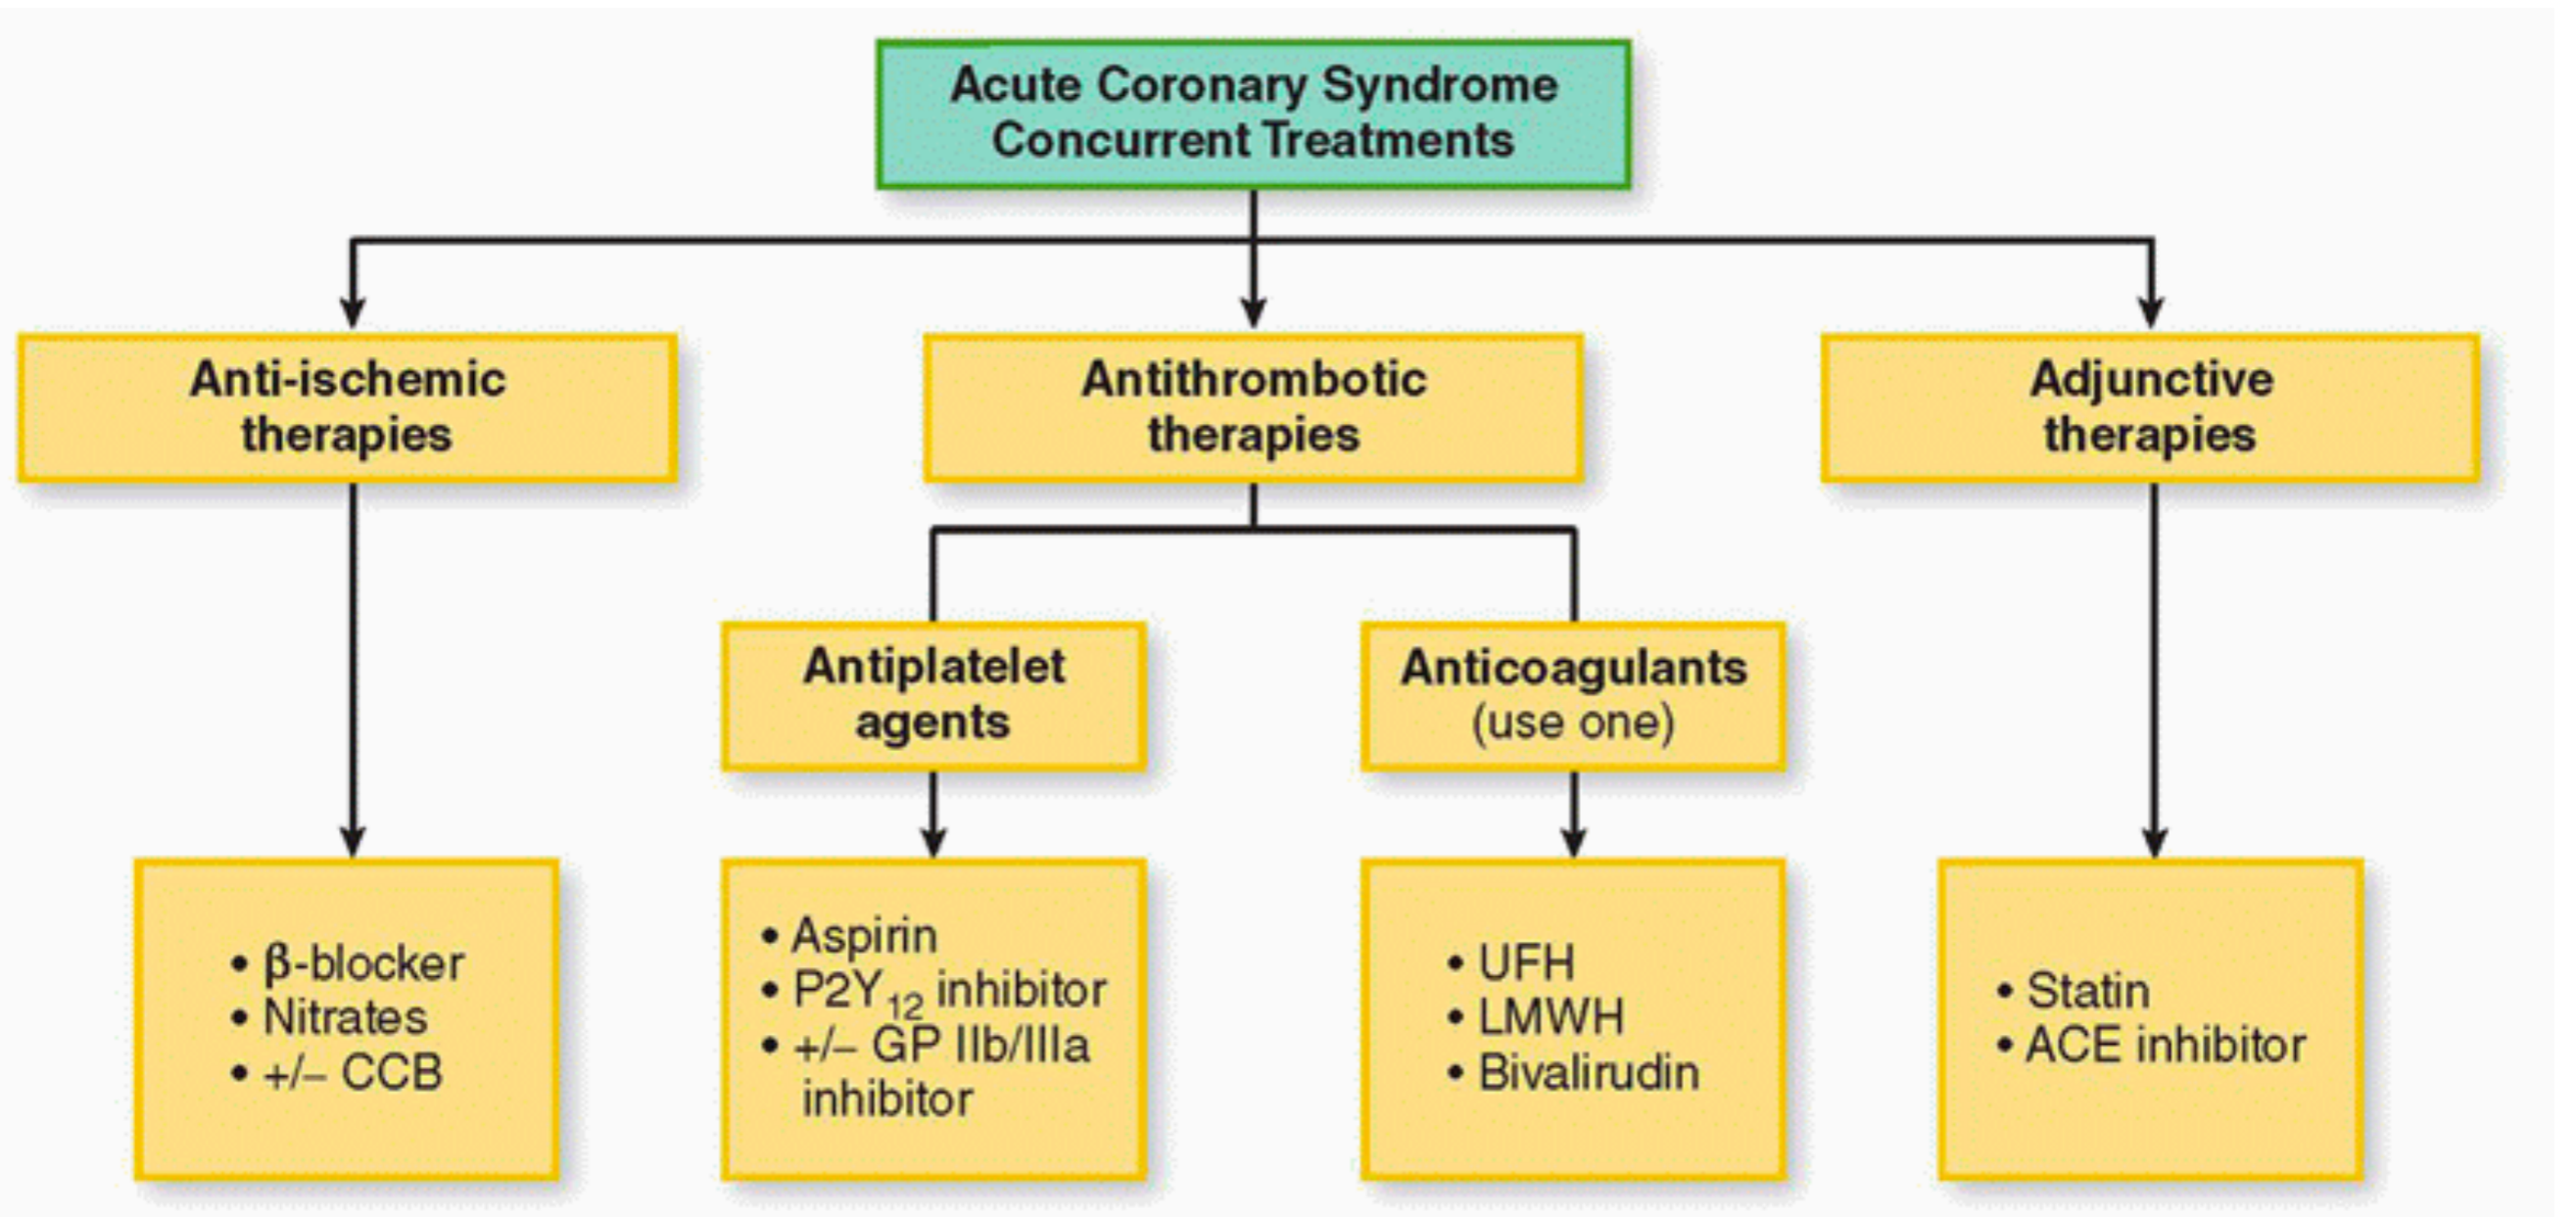 Acute Coronary Syndrome
Concurrent Treatments
Anti-ischemic
therapies
Antithrombotic
therapies
Adjunctive
therapies
Antiplatelet
agents
Anticoagulants
(use one)
• β-blocker
• Nitrates
• +/– CCB
• Aspirin
• P2Y₁₂ inhibitor
• +/– GP IIb/IIIa
inhibitor
• UFH
• LMWH
• Bivalirudin
• Statin
• ACE inhibitor